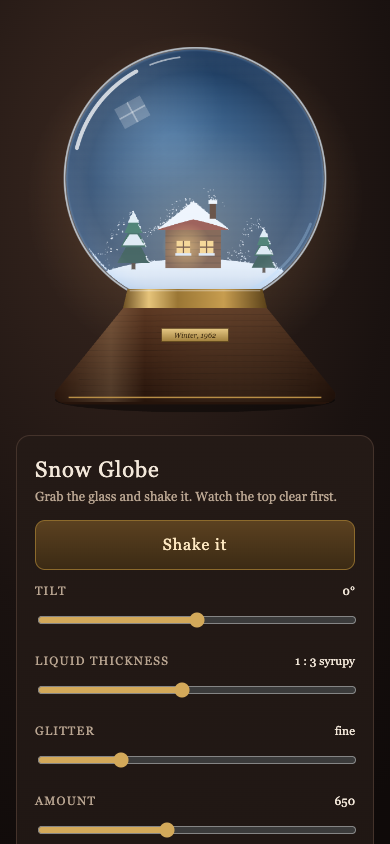 Winter, 1962
Snow Globe
Grab the glass and shake it. Watch the top clear first.
Shake it
TILT 0°
LIQUID THICKNESS 1 : 3 syrupy
GLITTER fine
AMOUNT 650